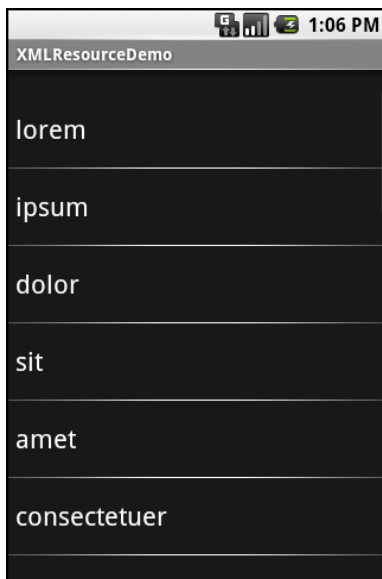 1:06 PM
XMLResourceDemo
lorem
ipsum
dolor
sit
amet
consectetuer